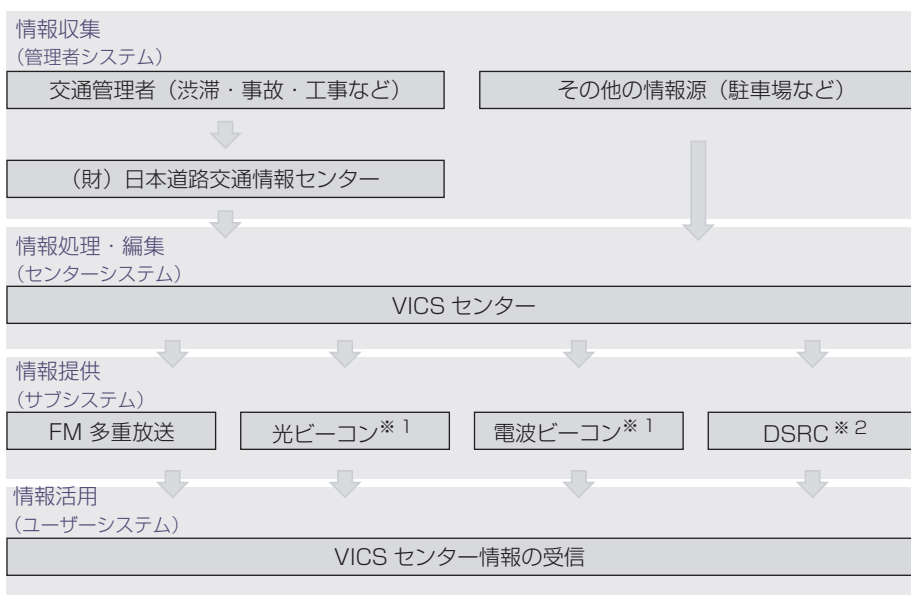 情報収集
（管理者システム）
交通管理者（渋滞・事故・工事など）
その他の情報源（駐車場など）
（財）日本道路交通情報センター
情報処理・編集
（センターシステム）
VICS センター
情報提供
（サブシステム）
FM 多重放送
光ビーコン※1
電波ビーコン※1
DSRC※2
情報活用
（ユーザーシステム）
VICS センター情報の受信